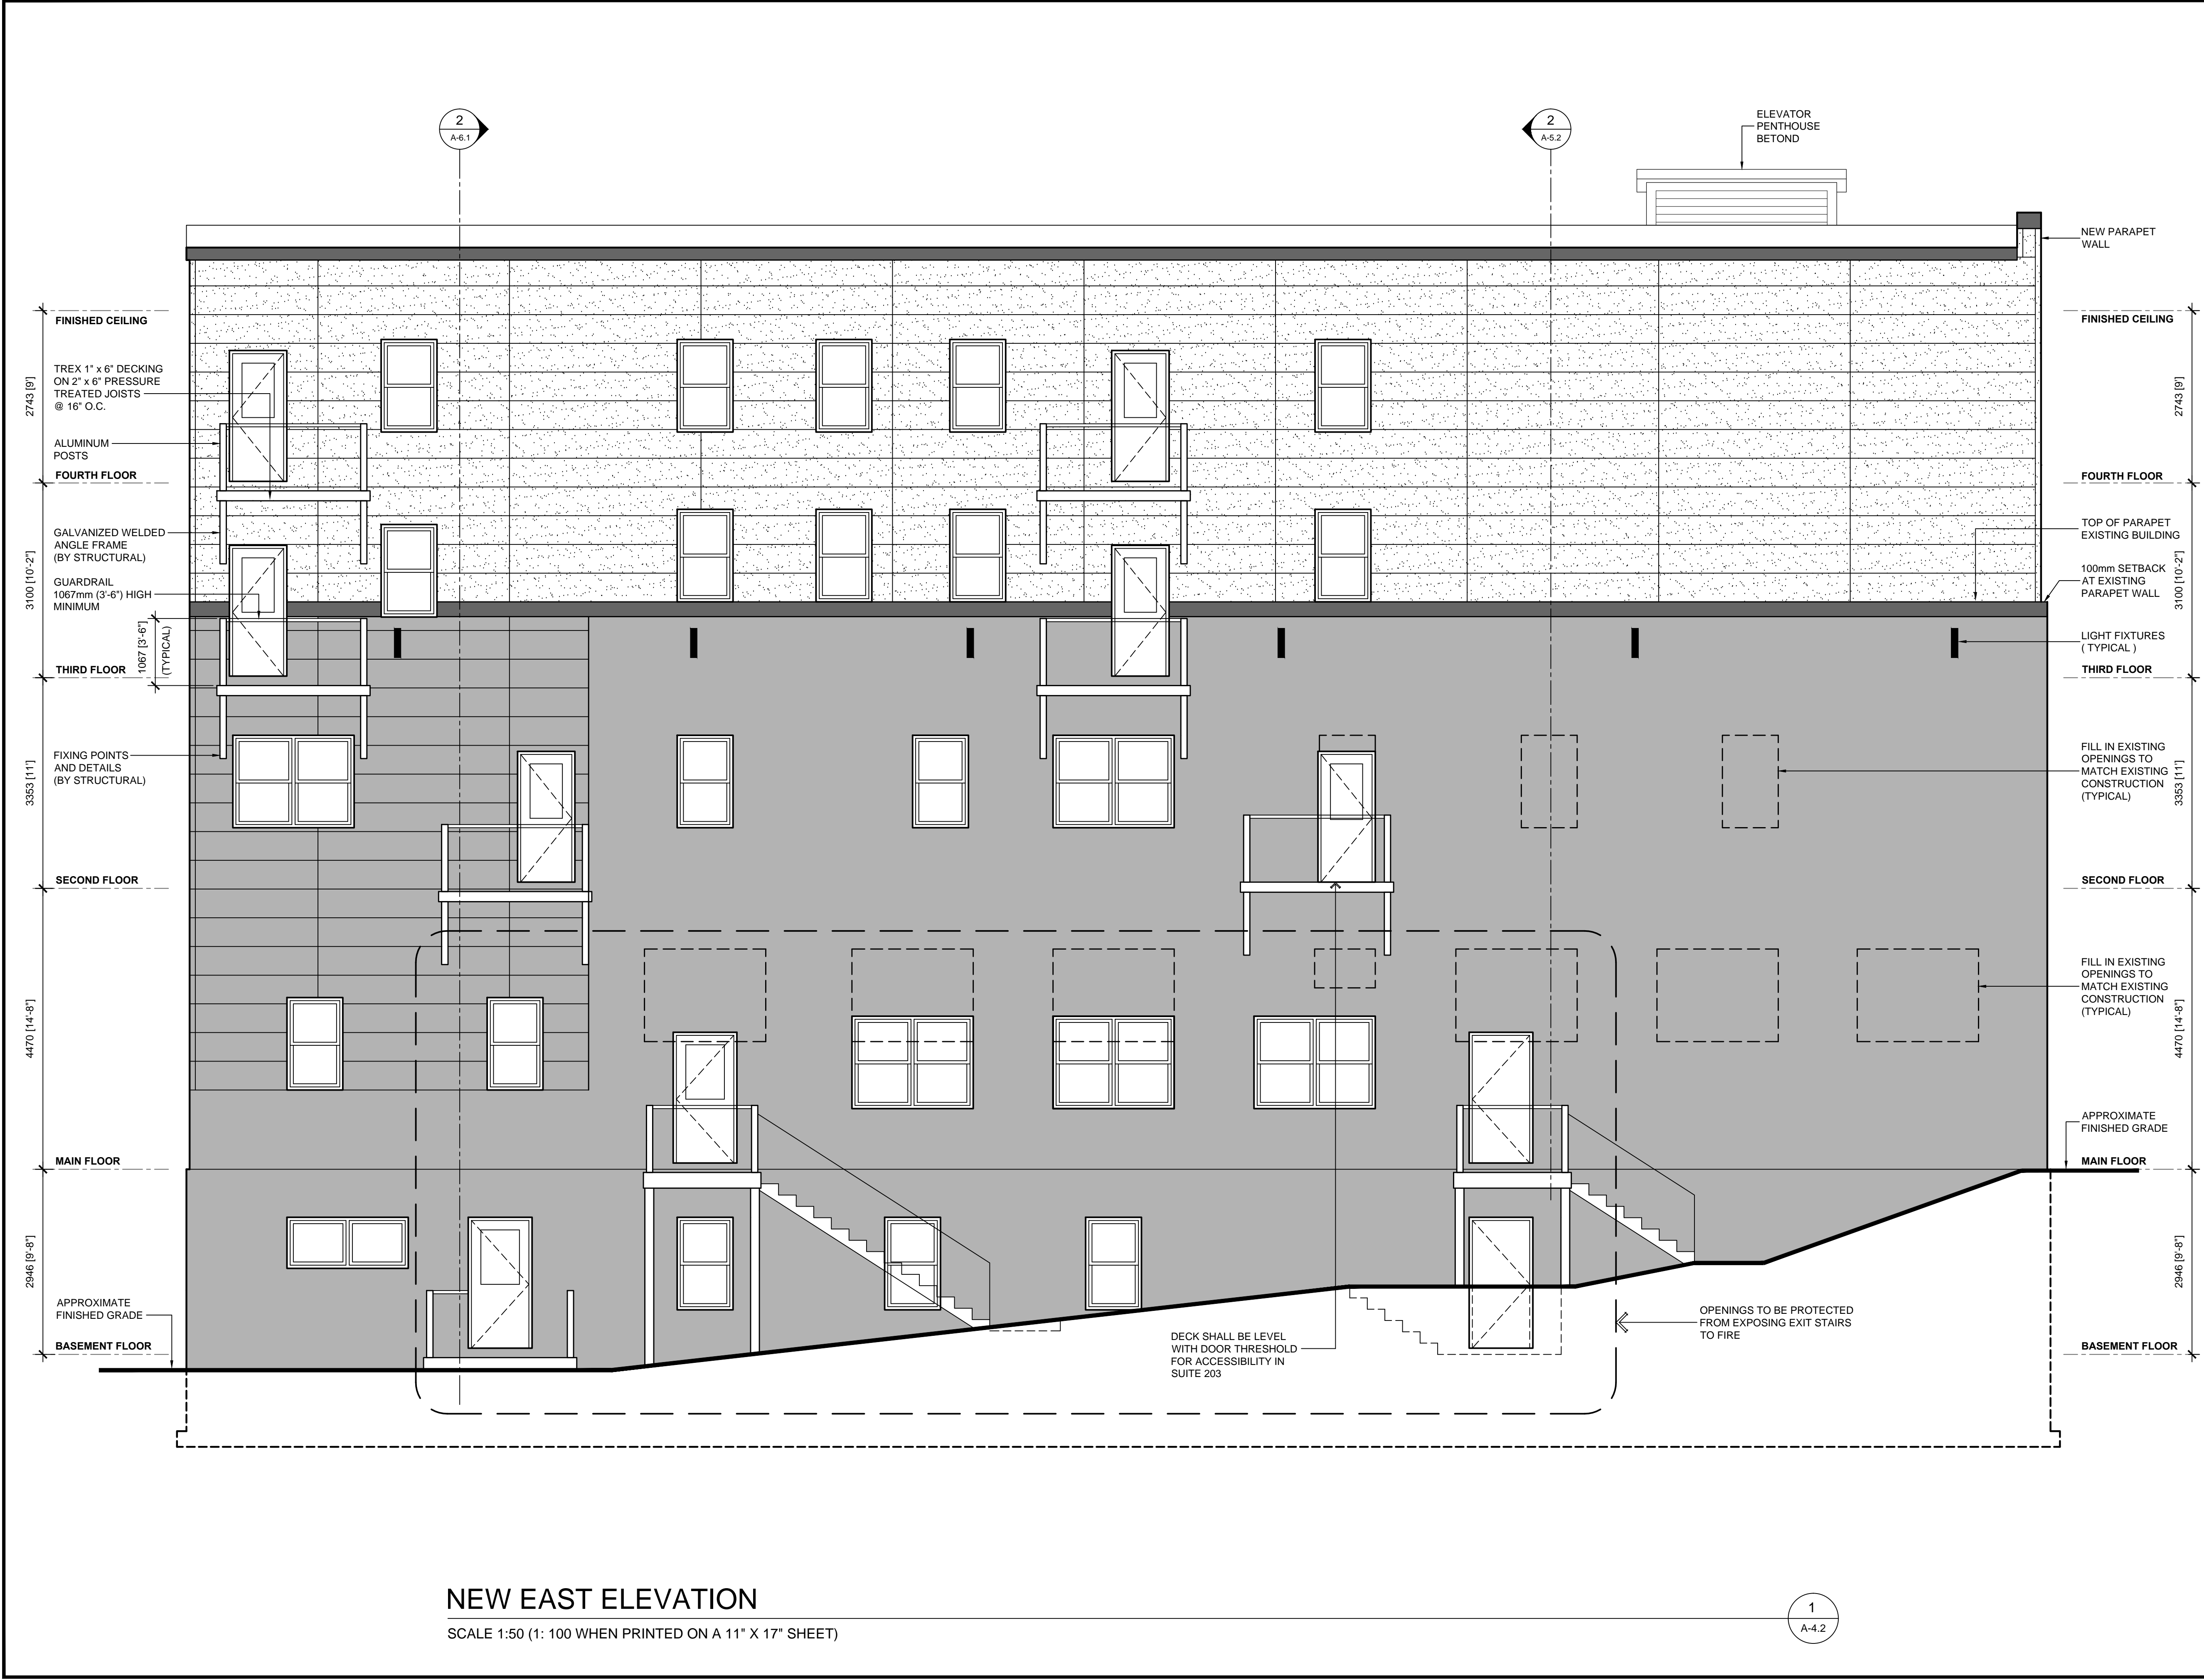 2
A-6.1
2
A-5.2
ELEVATOR
PENTHOUSE
BETOND
NEW PARAPET
WALL
FINISHED CEILING
FINISHED CEILING
2743 [9']
TREX 1" x 6" DECKING
ON 2" x 6" PRESSURE
TREATED JOISTS
@ 16" O.C.
2743 [9']
ALUMINUM
POSTS
FOURTH FLOOR
FOURTH FLOOR
3100 [10'-2"]
GALVANIZED WELDED
ANGLE FRAME
(BY STRUCTURAL)
GUARDRAIL
1067mm (3'-6") HIGH
MINIMUM
TOP OF PARAPET
EXISTING BUILDING
100mm SETBACK
AT EXISTING
PARAPET WALL
3100 [10'-2"]
1067 [3'-6"]
(TYPICAL)
LIGHT FIXTURES
( TYPICAL )
THIRD FLOOR
THIRD FLOOR
3353 [11']
FIXING POINTS
AND DETAILS
(BY STRUCTURAL)
FILL IN EXISTING
OPENINGS TO
MATCH EXISTING
CONSTRUCTION
(TYPICAL)
3353 [11']
SECOND FLOOR
SECOND FLOOR
4470 [14'-8"]
FILL IN EXISTING
OPENINGS TO
MATCH EXISTING
CONSTRUCTION
(TYPICAL)
4470 [14'-8"]
APPROXIMATE
FINISHED GRADE
MAIN FLOOR
MAIN FLOOR
2946 [9'-8"]
2946 [9'-8"]
APPROXIMATE
FINISHED GRADE
OPENINGS TO BE PROTECTED
FROM EXPOSING EXIT STAIRS
TO FIRE
DECK SHALL BE LEVEL
WITH DOOR THRESHOLD
FOR ACCESSIBILITY IN
SUITE 203
BASEMENT FLOOR
BASEMENT FLOOR
NEW EAST ELEVATION
SCALE 1:50 (1: 100 WHEN PRINTED ON A 11" X 17" SHEET)
1
A-4.2